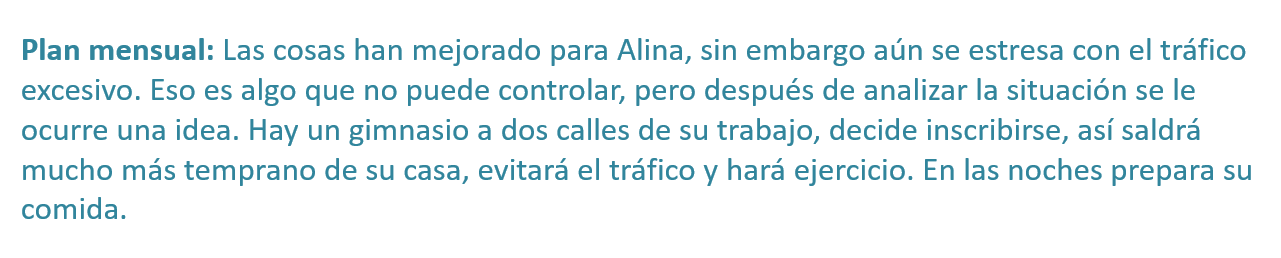 Plan mensual: Las cosas han mejorado para Alina, sin embargo aún se estresa con el tráfico
excesivo. Eso es algo que no puede controlar, pero después de analizar la situación se le
ocurre una idea. Hay un gimnasio a dos calles de su trabajo, decide inscribirse, así saldrá
mucho más temprano de su casa, evitará el tráfico y hará ejercicio. En las noches prepara su
comida.